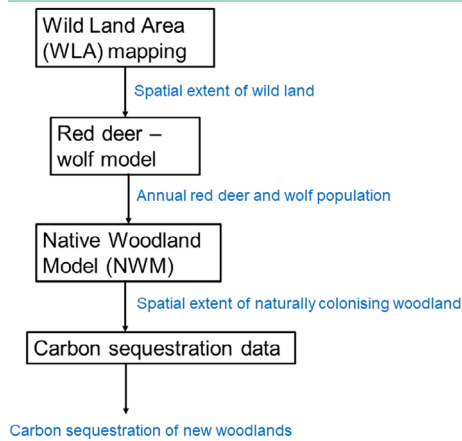 Wild Land Area
(WLA) mapping
Spatial extent of wild land
Red deer –
wolf model
Annual red deer and wolf population
Native Woodland
Model (NWM)
Spatial extent of naturally colonising woodland
Carbon sequestration data
Carbon sequestration of new woodlands